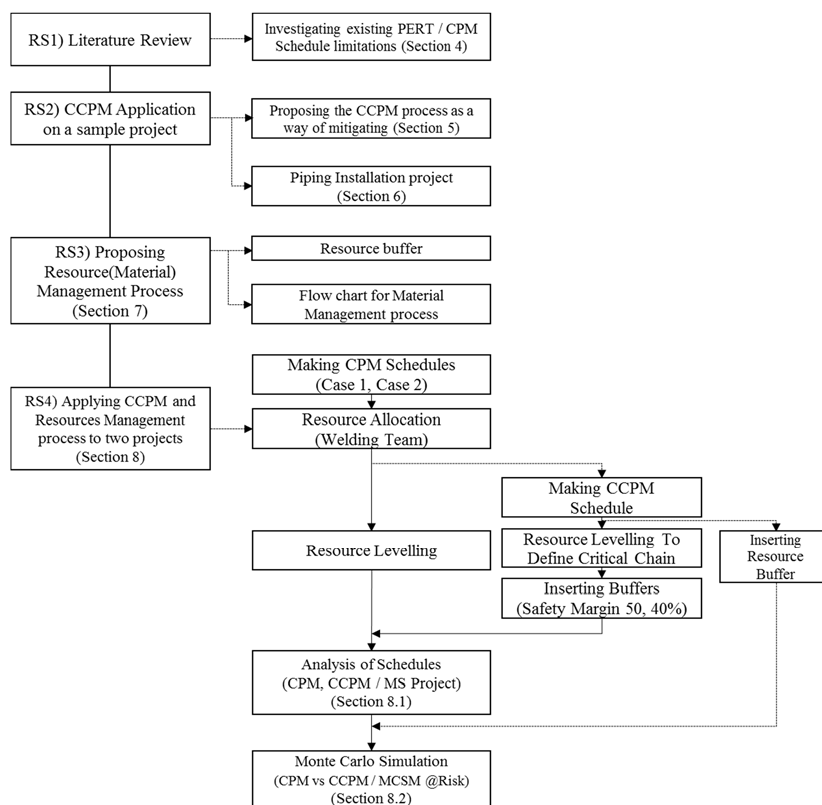 RS1) Literature Review
Investigating existing PERT / CPM
Schedule limitations (Section 4)
RS2) CCPM Application
on a sample project
Proposing the CCPM process as a
way of mitigating (Section 5)
Piping Installation project
(Section 6)
RS3) Proposing
Resource(Material)
Management Process
(Section 7)
Resource buffer
Flow chart for Material
Management process
Making CPM Schedules
(Case 1, Case 2)
RS4) Applying CCPM and
Resources Management
process to two projects
(Section 8)
Resource Allocation
(Welding Team)
Making CCPM
Schedule
Resource Levelling
Resource Levelling To
Define Critical Chain
Inserting
Resource
Buffer
Inserting Buffers
(Safety Margin 50, 40%)
Analysis of Schedules
(CPM, CCPM / MS Project)
(Section 8.1)
Monte Carlo Simulation
(CPM vs CCPM / MCSM @Risk)
(Section 8.2)